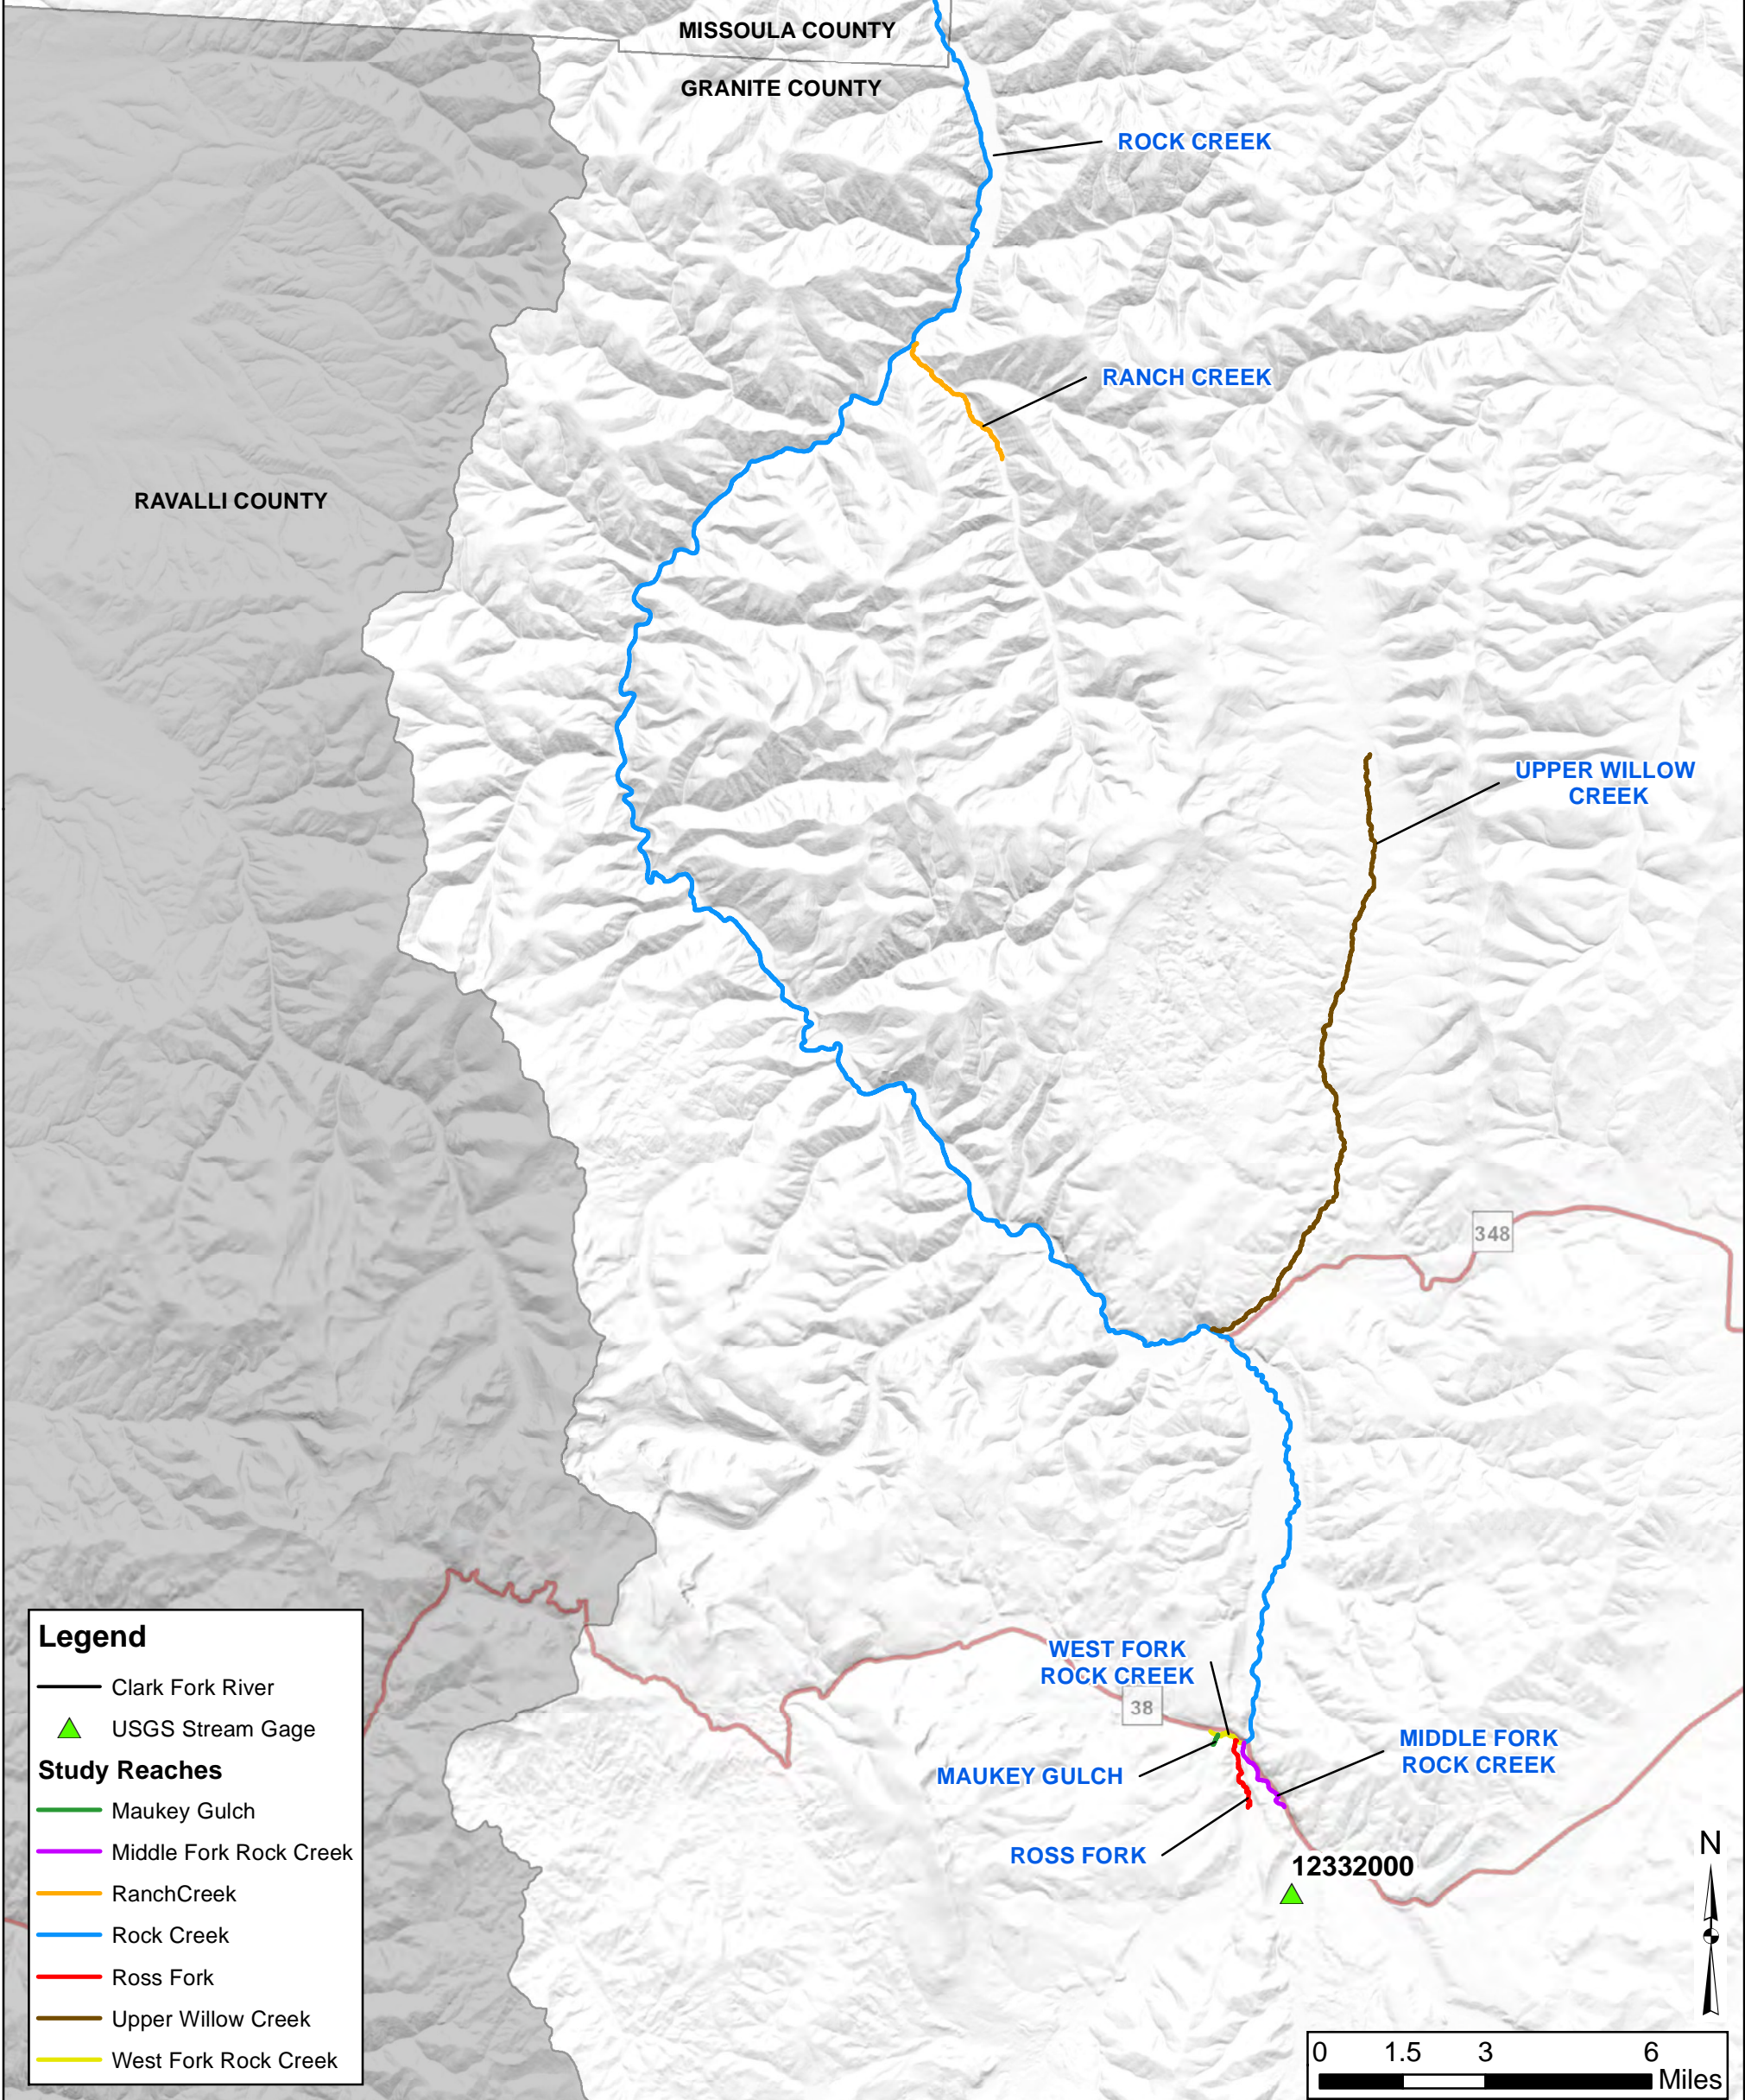 MISSOULA COUNTY
GRANITE COUNTY
ROCK CREEK
RANCH CREEK
RAVALLI COUNTY
UPPER WILLOW
CREEK
348
WEST FORK
ROCK CREEK
38
MIDDLE FORK
ROCK CREEK
MAUKEY GULCH
ROSS FORK
12332000
N
Legend
Clark Fork River
USGS Stream Gage
Study Reaches
Maukey Gulch
Middle Fork Rock Creek
RanchCreek
Rock Creek
Ross Fork
Upper Willow Creek
West Fork Rock Creek
0 1.5 3 6
Miles